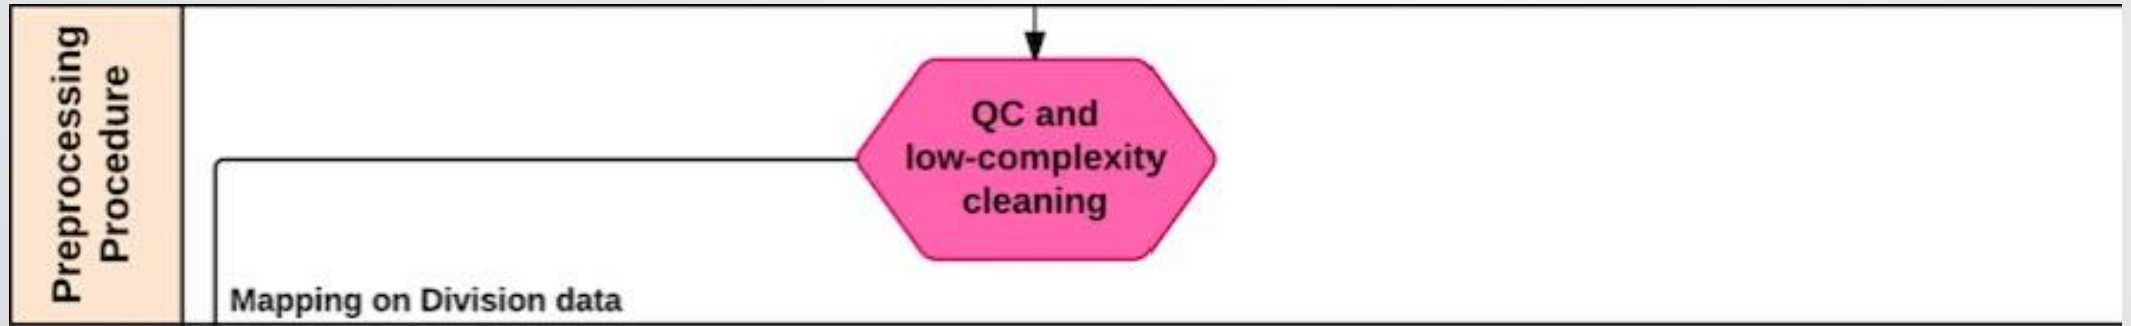 Preprocessing
Procedure
QC and
low-complexity
cleaning
Mapping on Division data